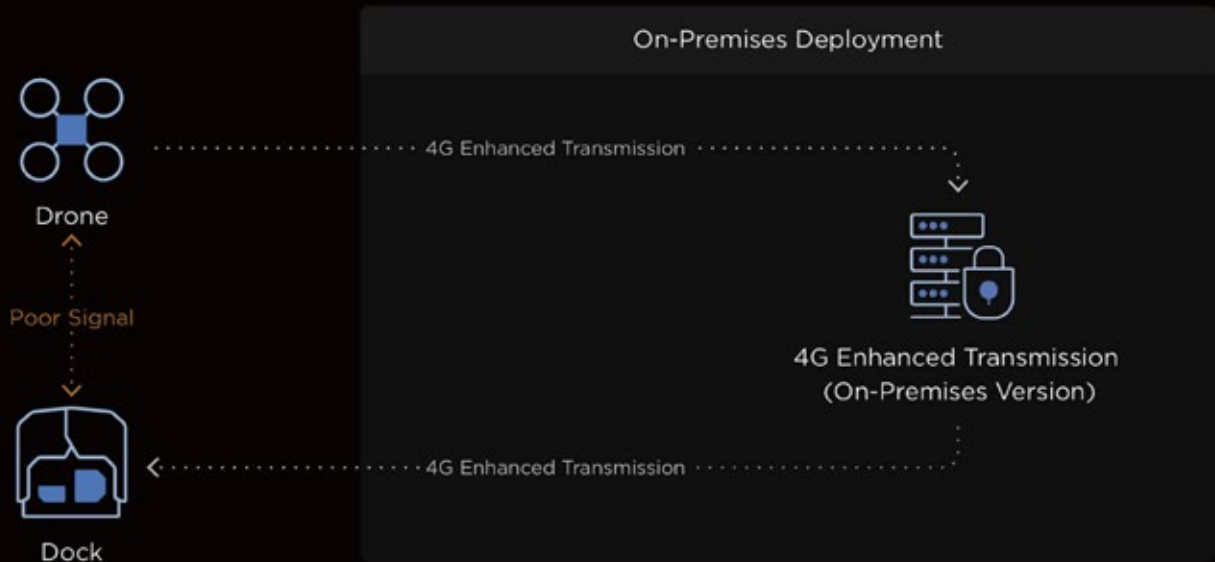 On-Premises Deployment
4G Enhanced Transmission
Drone
Poor Signal
4G Enhanced Transmission
(On-Premises Version)
4G Enhanced Transmission
Dock